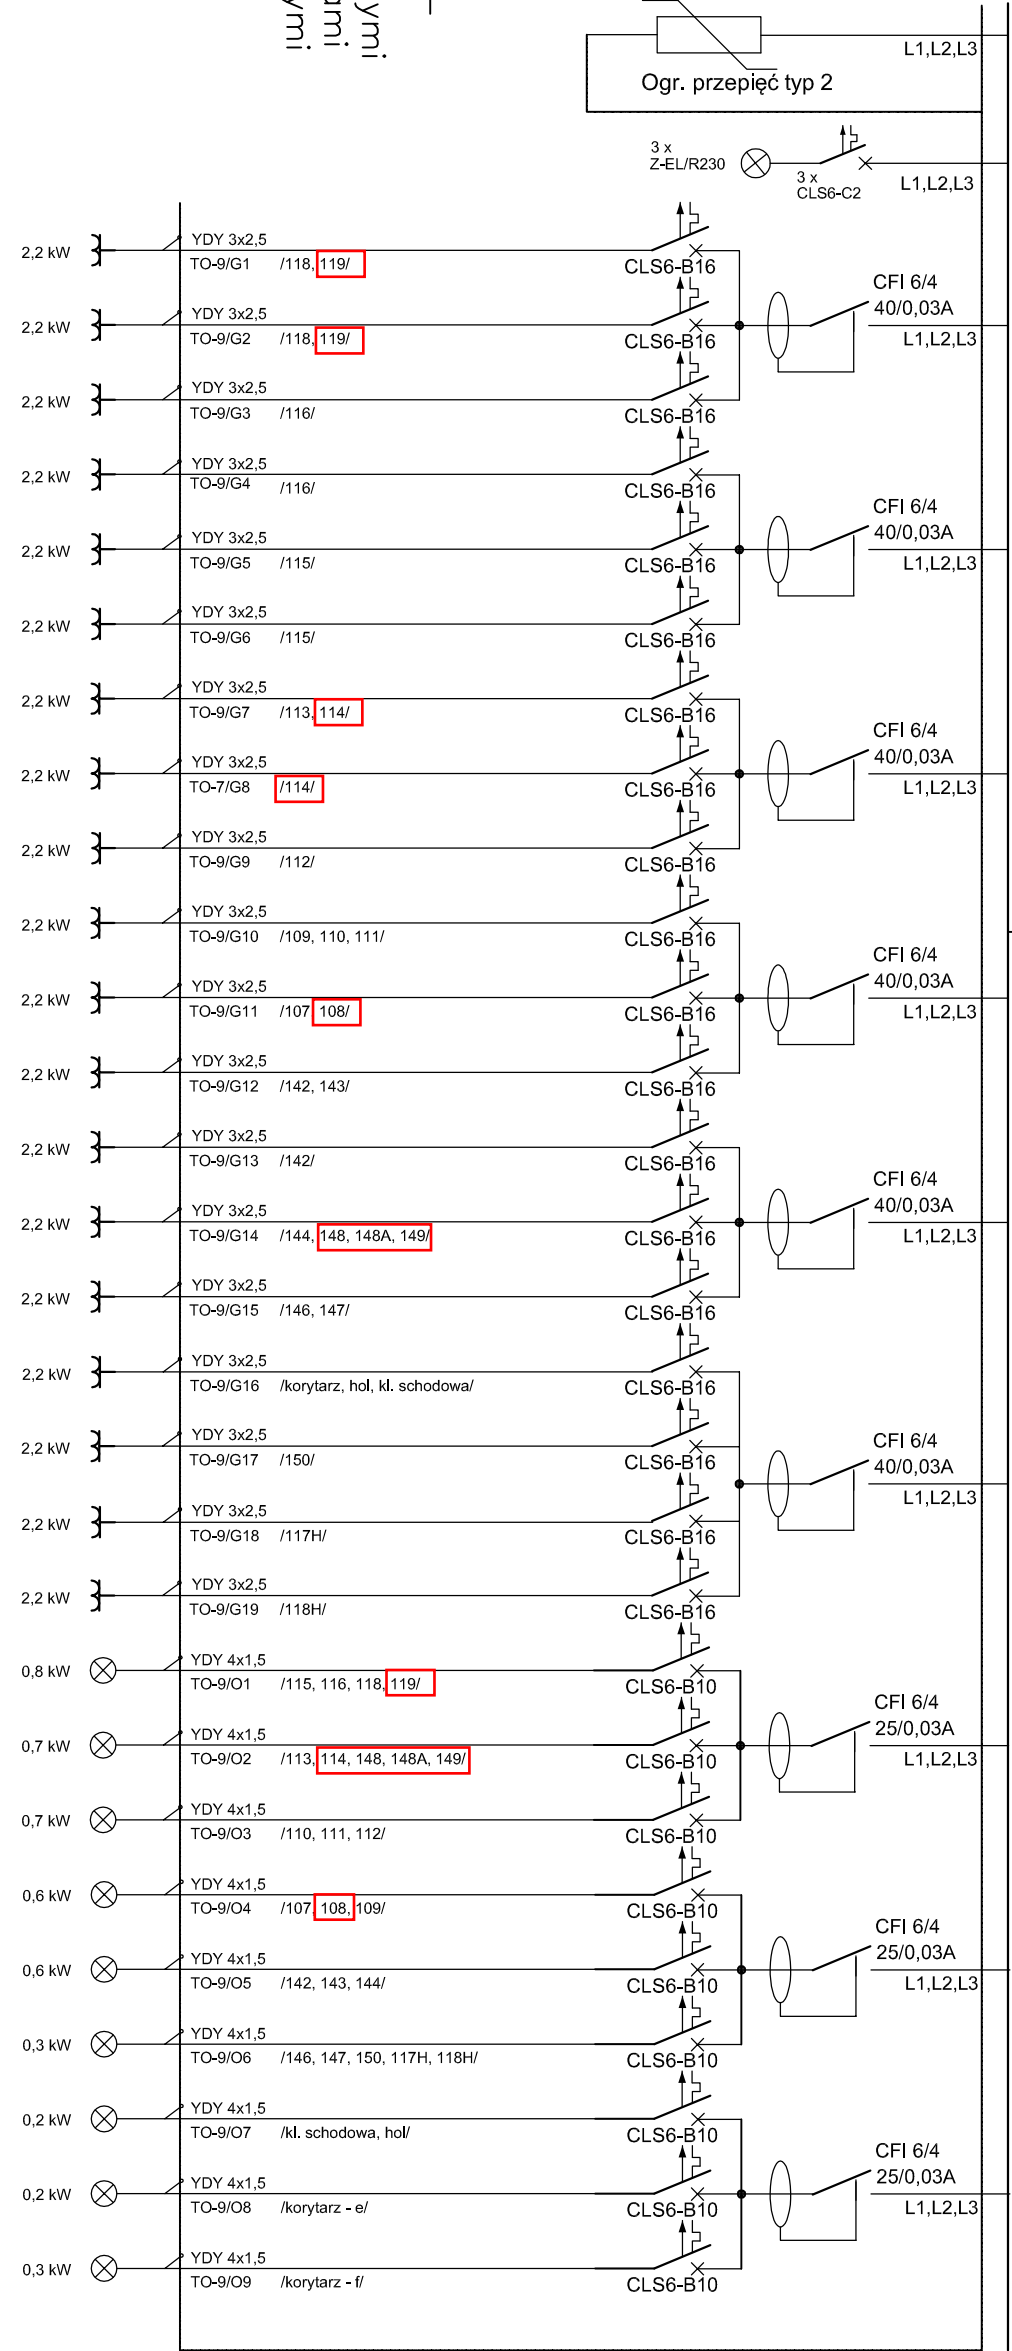 ymi
ami
ymi
L1,L2,L3
Ogr. przepięć typ 2
3 x
Z-EL/R230
3 x
CLS6-C2
L1,L2,L3
2,2 kW
YDY 3x2,5
TO-9/G1 /118, 119/
CLS6-B16
CFI 6/4
40/0,03A
2,2 kW
YDY 3x2,5
TO-9/G2 /118, 119/
CLS6-B16
L1,L2,L3
2,2 kW
YDY 3x2,5
TO-9/G3 /116/
CLS6-B16
2,2 kW
YDY 3x2,5
TO-9/G4 /116/
CLS6-B16
CFI 6/4
40/0,03A
2,2 kW
YDY 3x2,5
TO-9/G5 /115/
CLS6-B16
L1,L2,L3
2,2 kW
YDY 3x2,5
TO-9/G6 /115/
CLS6-B16
2,2 kW
YDY 3x2,5
TO-9/G7 /113, 114/
CLS6-B16
CFI 6/4
40/0,03A
2,2 kW
YDY 3x2,5
TO-7/G8 /114/
CLS6-B16
L1,L2,L3
2,2 kW
YDY 3x2,5
TO-9/G9 /112/
CLS6-B16
2,2 kW
YDY 3x2,5
TO-9/G10 /109, 110, 111/
CLS6-B16
CFI 6/4
40/0,03A
2,2 kW
YDY 3x2,5
TO-9/G11 /107, 108/
CLS6-B16
L1,L2,L3
2,2 kW
YDY 3x2,5
TO-9/G12 /142, 143/
CLS6-B16
2,2 kW
YDY 3x2,5
TO-9/G13 /142/
CLS6-B16
CFI 6/4
40/0,03A
2,2 kW
YDY 3x2,5
TO-9/G14 /144, 148, 148A, 149/
CLS6-B16
L1,L2,L3
2,2 kW
YDY 3x2,5
TO-9/G15 /146, 147/
CLS6-B16
2,2 kW
YDY 3x2,5
TO-9/G16 /korytarz, hol, kl. schodowa/
CLS6-B16
2,2 kW
YDY 3x2,5
TO-9/G17 /150/
CLS6-B16
CFI 6/4
40/0,03A
L1,L2,L3
2,2 kW
YDY 3x2,5
TO-9/G18 /117H/
CLS6-B16
2,2 kW
YDY 3x2,5
TO-9/G19 /118H/
CLS6-B16
0,8 kW
YDY 4x1,5
TO-9/O1 /115, 116, 118, 119/
CLS6-B10
CFI 6/4
25/0,03A
0,7 kW
YDY 4x1,5
TO-9/O2 /113, 114, 148, 148A, 149/
CLS6-B10
L1,L2,L3
0,7 kW
YDY 4x1,5
TO-9/O3 /110, 111, 112/
CLS6-B10
0,6 kW
YDY 4x1,5
TO-9/O4 /107, 108, 109/
CLS6-B10
CFI 6/4
25/0,03A
0,6 kW
YDY 4x1,5
TO-9/O5 /142, 143, 144/
CLS6-B10
L1,L2,L3
0,3 kW
YDY 4x1,5
TO-9/O6 /146, 147, 150, 117H, 118H/
CLS6-B10
0,2 kW
YDY 4x1,5
TO-9/O7 /kl. schodowa, hol/
CLS6-B10
CFI 6/4
25/0,03A
0,2 kW
YDY 4x1,5
TO-9/O8 /korytarz - e/
CLS6-B10
L1,L2,L3
0,3 kW
YDY 4x1,5
TO-9/O9 /korytarz - f/
CLS6-B10